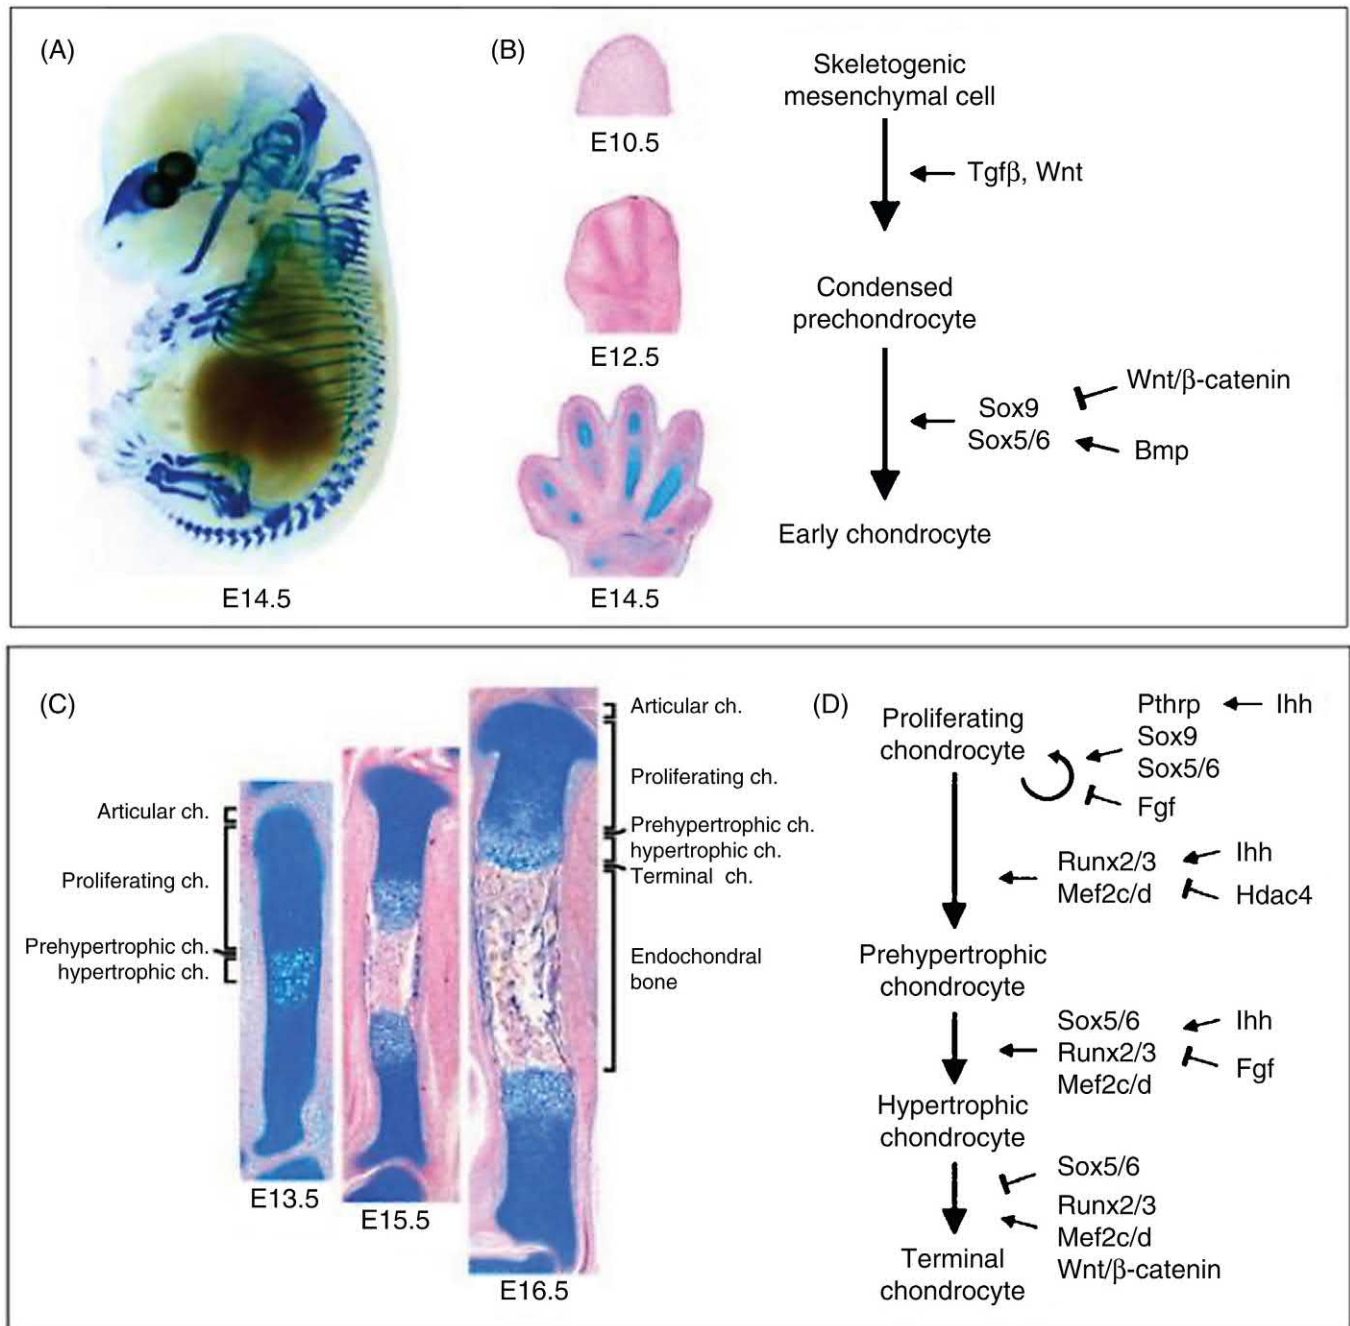 (A)
E14.5
(B)
E10.5
E12.5
E14.5
Skeletogenic
mesenchymal cell
Tgfβ, Wnt
Condensed
prechondrocyte
Wnt/β-catenin
Sox9
Sox5/6
Bmp
Early chondrocyte
(C)
Articular ch.
Proliferating ch.
Prehypertrophic ch.
hypertrophic ch.
E13.5
E15.5
E16.5
Articular ch.
Proliferating ch.
Prehypertrophic ch.
hypertrophic ch.
Terminal ch.
Endochondral
bone
(D)
Proliferating
chondrocyte
Pthrp
Ihh
Sox9
Sox5/6
Fgf
Runx2/3
Mef2c/d
Ihh
Hdac4
Prehypertrophic
chondrocyte
Sox5/6
Runx2/3
Mef2c/d
Ihh
Fgf
Hypertrophic
chondrocyte
Sox5/6
Runx2/3
Mef2c/d
Wnt/β-catenin
Terminal
chondrocyte